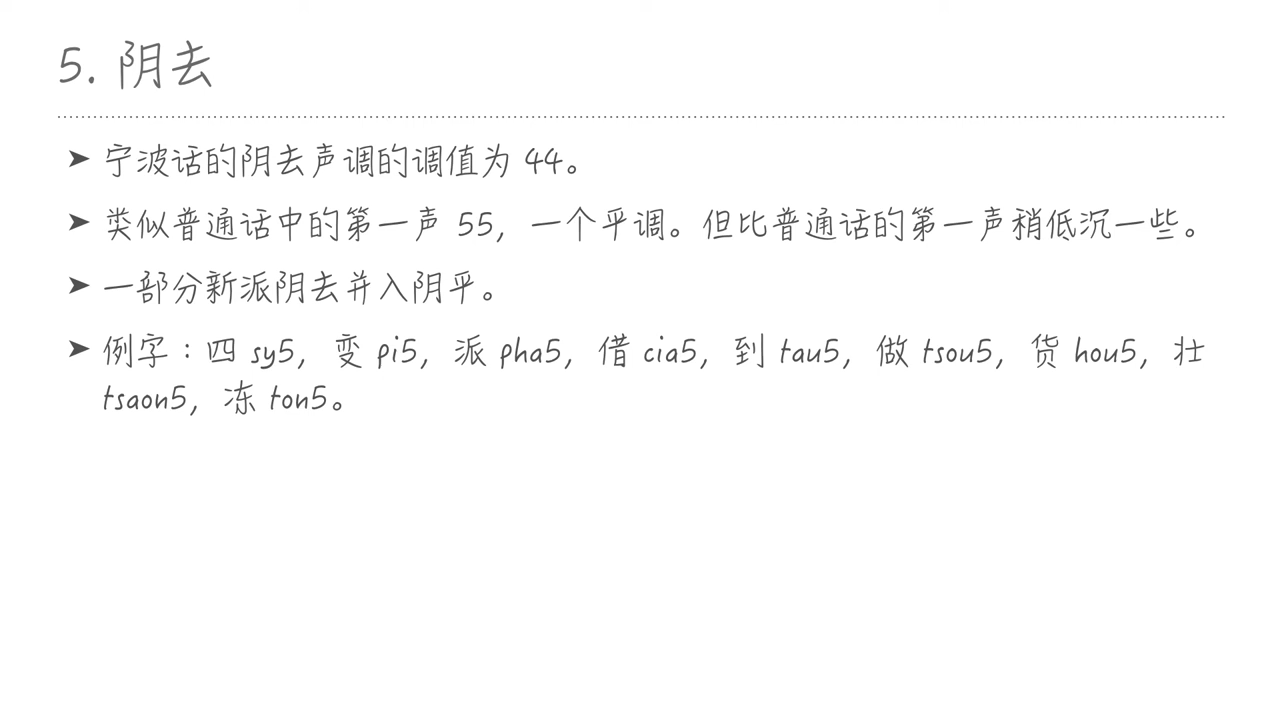 5. 阴去
➤ 宁波话的阴去声调的调值为 44。
➤ 类似普通话中的第一声 55，一个平调。但比普通话的第一声稍低沉一些。
➤ 一部分新派阴去并入阴平。
➤ 例字：四 sy5，变 pi5，派 pha5，借 cia5，到 tau5，做 tsou5，货 hou5，壮
tsaon5，冻 ton5。